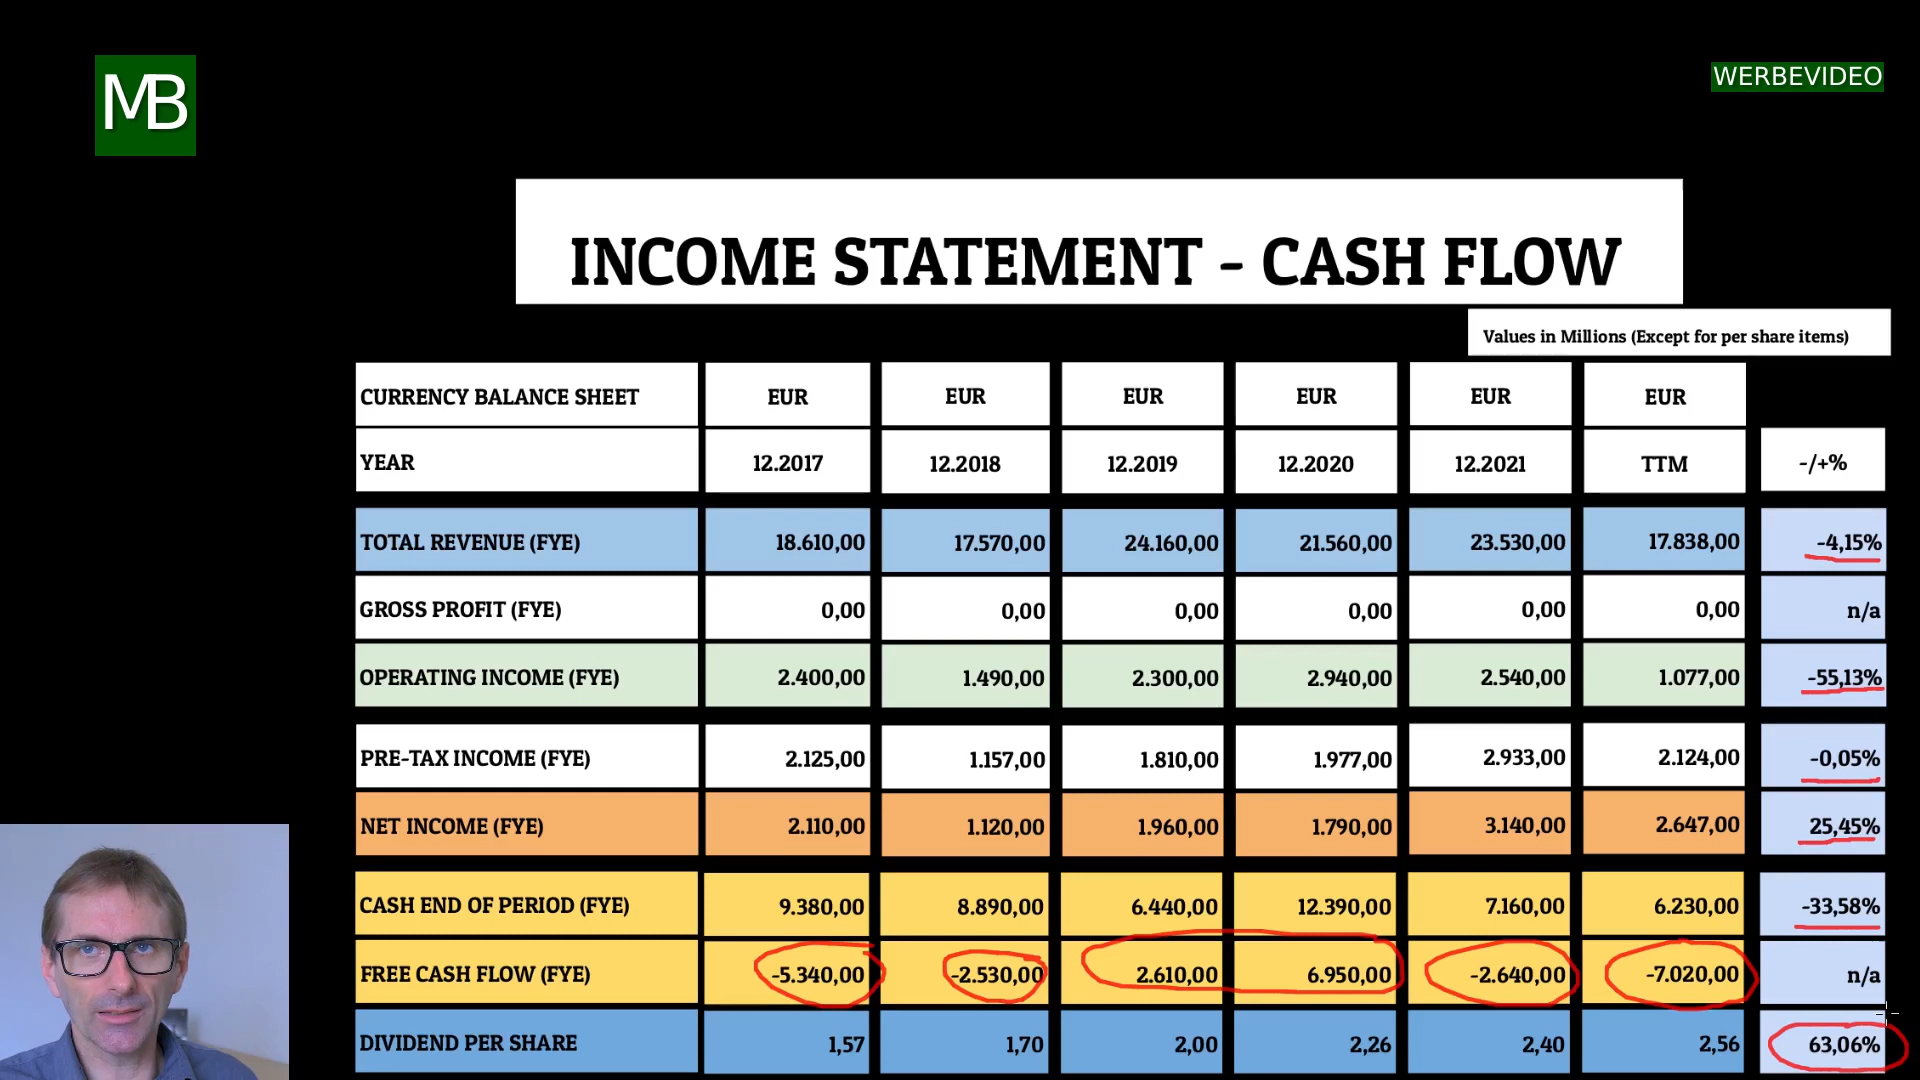 MB
WERBEVIDEO
INCOME STATEMENT - CASH FLOW
Values in Millions (Except for per share items)
CURRENCY BALANCE SHEET EUR EUR EUR EUR EUR EUR
YEAR 12.2017 12.2018 12.2019 12.2020 12.2021 TTM -/+%
TOTAL REVENUE (FYE) 18.610,00 17.570,00 24.160,00 21.560,00 23.530,00 17.838,00 -4,15%
GROSS PROFIT (FYE) 0,00 0,00 0,00 0,00 0,00 0,00 n/a
OPERATING INCOME (FYE) 2.400,00 1.490,00 2.300,00 2.940,00 2.540,00 1.077,00 -55,13%
PRE-TAX INCOME (FYE) 2.125,00 1.157,00 1.810,00 1.977,00 2.933,00 2.124,00 -0,05%
NET INCOME (FYE) 2.110,00 1.120,00 1.960,00 1.790,00 3.140,00 2.647,00 25,45%
CASH END OF PERIOD (FYE) 9.380,00 8.890,00 6.440,00 12.390,00 7.160,00 6.230,00 -33,58%
FREE CASH FLOW (FYE) -5.340,00 -2.530,00 2.610,00 6.950,00 -2.640,00 -7.020,00 n/a
DIVIDEND PER SHARE 1,57 1,70 2,00 2,26 2,40 2,56 63,06%